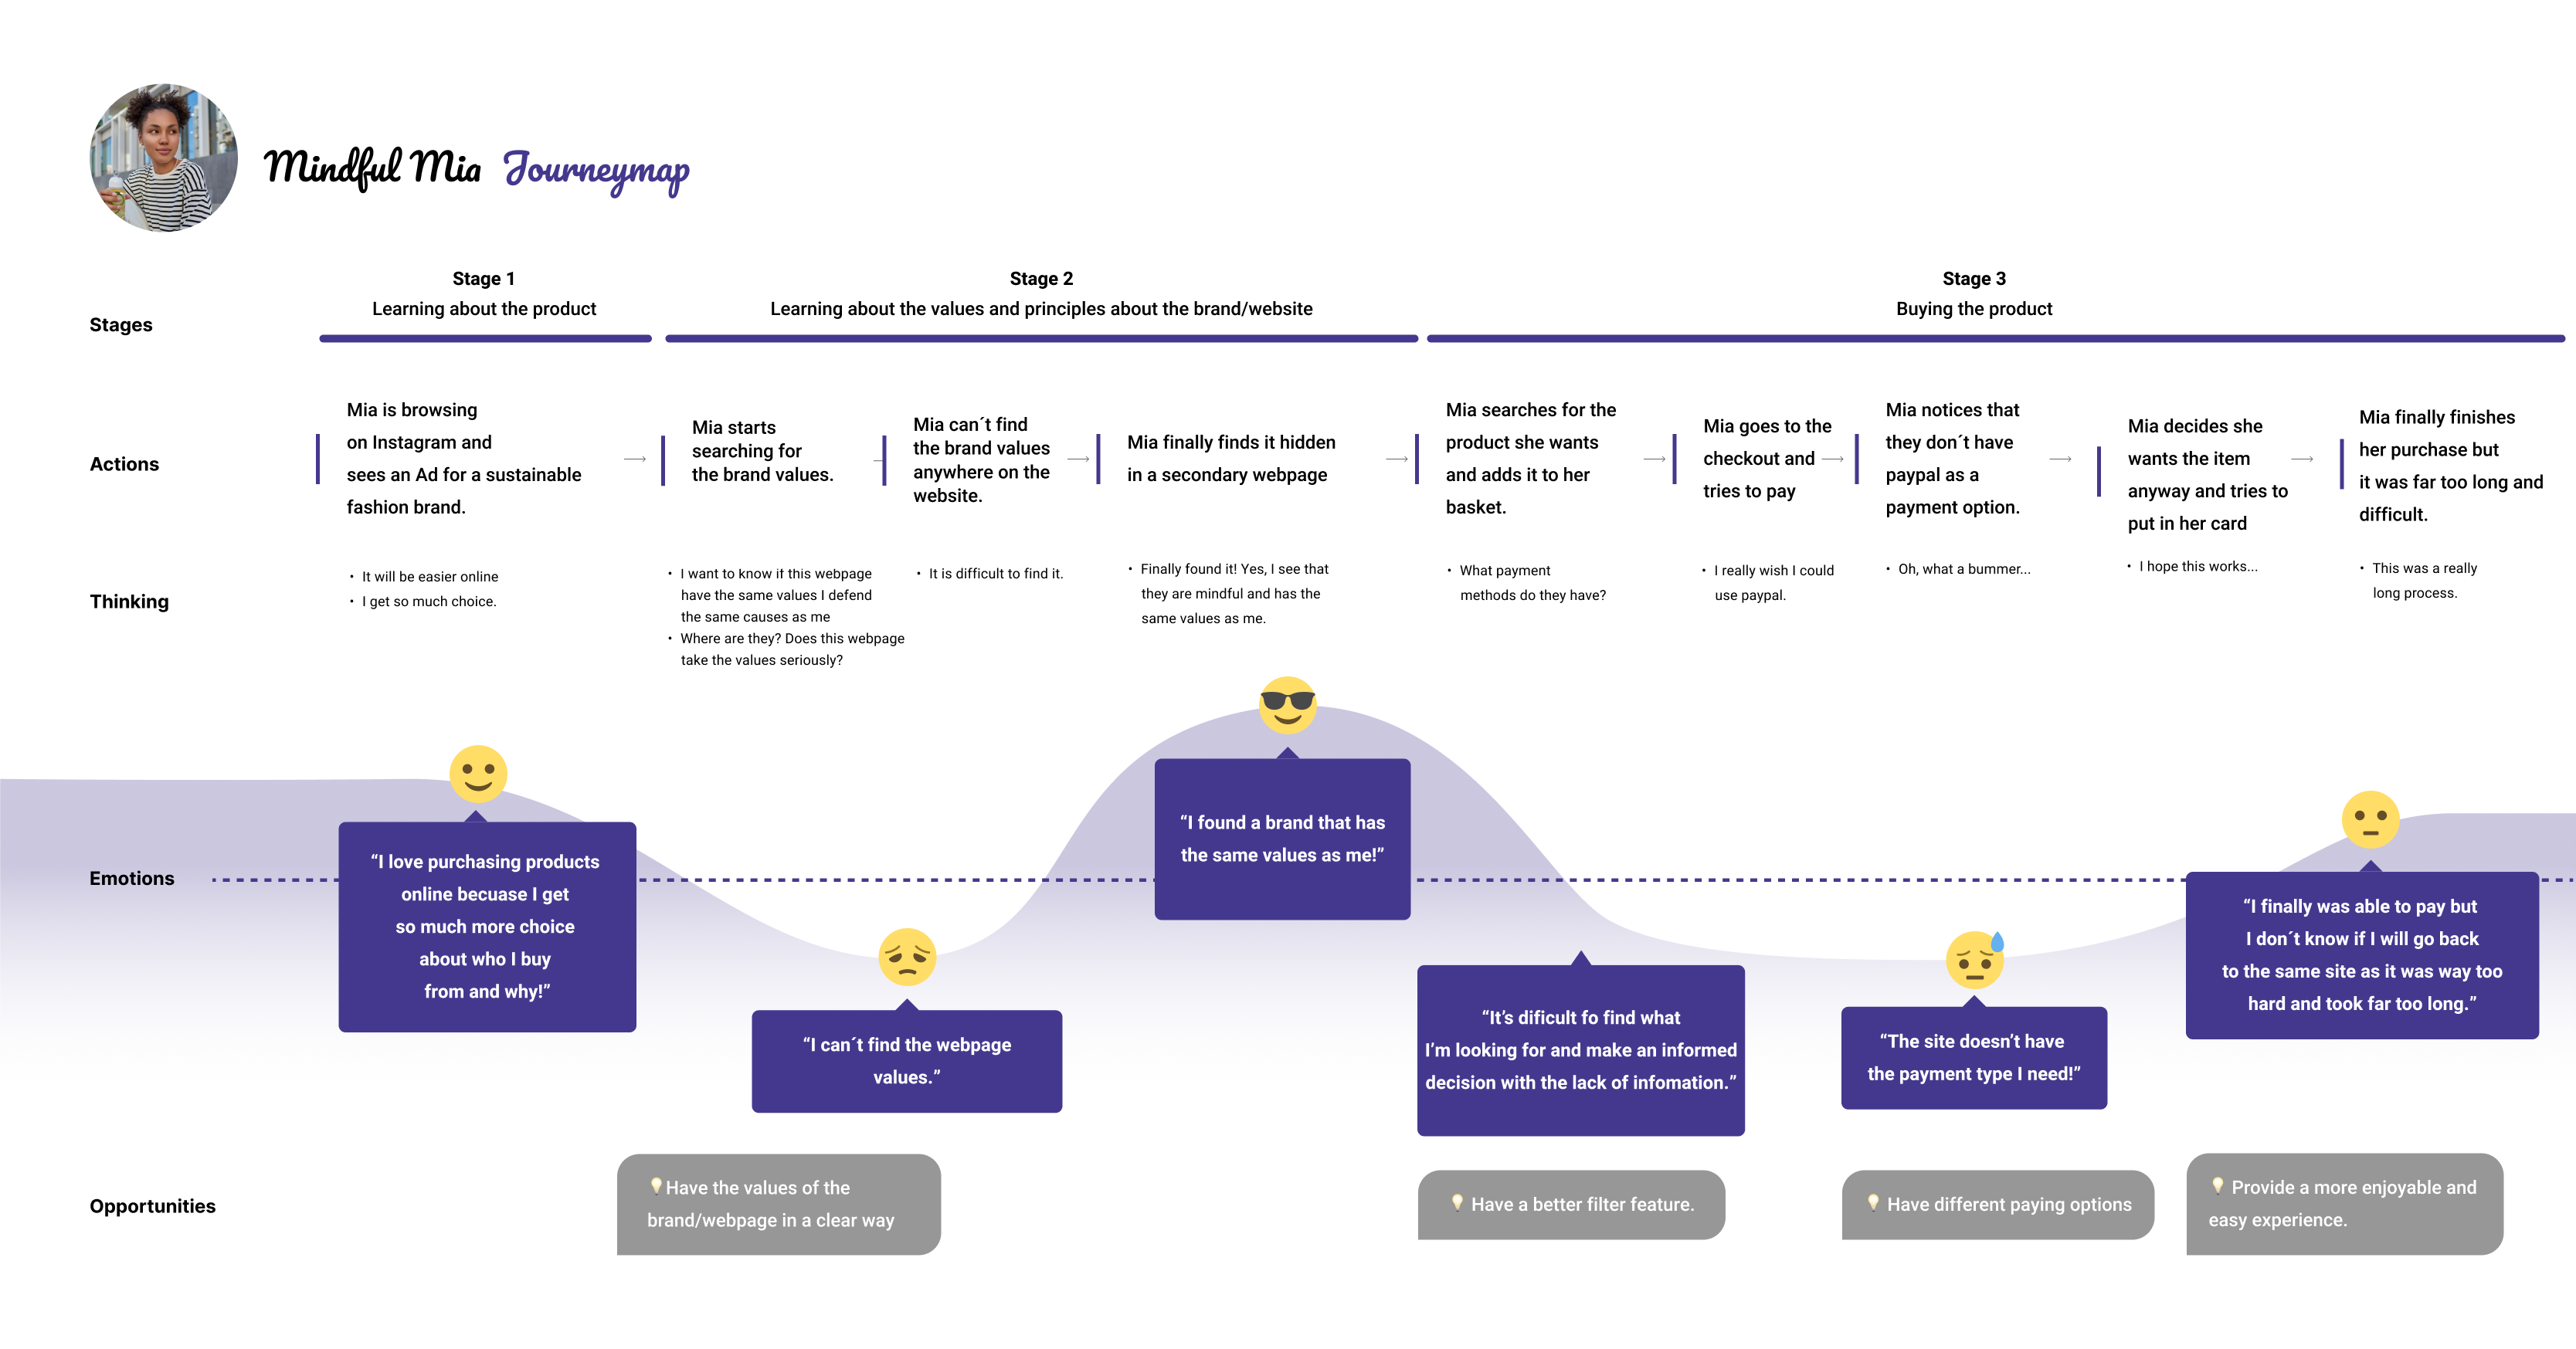 Mindful Mia Journeymap
Stages
Stage 1
Learning about the product
Stage 2
Learning about the values and principles about the brand/website
Stage 3
Buying the product
Actions
Mia is browsing
on Instagram and
sees an Ad for a sustainable
fashion brand.
Mia starts
searching for
the brand values.
Mia can´t find
the brand values
anywhere on the
website.
Mia finally finds it hidden
in a secondary webpage
Mia searches for the
product she wants
and adds it to her
basket.
Mia goes to the
checkout and
tries to pay
Mia notices that
they don´t have
paypal as a
payment option.
Mia decides she
wants the item
anyway and tries to
put in her card
Mia finally finishes
her purchase but
it was far too long and
difficult.
Thinking
• It will be easier online
• I get so much choice.
• I want to know if this webpage
have the same values I defend
the same causes as me
• Where are they? Does this webpage
take the values seriously?
• It is difficult to find it.
• Finally found it! Yes, I see that
they are mindful and has the
same values as me.
• What payment
methods do they have?
• I really wish I could
use paypal.
• Oh, what a bummer...
• I hope this works...
• This was a really
long process.
Emotions
“I love purchasing products
online becuase I get
so much more choice
about who I buy
from and why!”
“I can´t find the webpage
values.”
“I found a brand that has
the same values as me!”
“It’s dificult fo find what
I’m looking for and make an informed
decision with the lack of infomation.”
“The site doesn’t have
the payment type I need!”
“I finally was able to pay but
I don´t know if I will go back
to the same site as it was way too
hard and took far too long.”
Opportunities
Have the values of the
brand/webpage in a clear way
Have a better filter feature.
Have different paying options
Provide a more enjoyable and
easy experience.